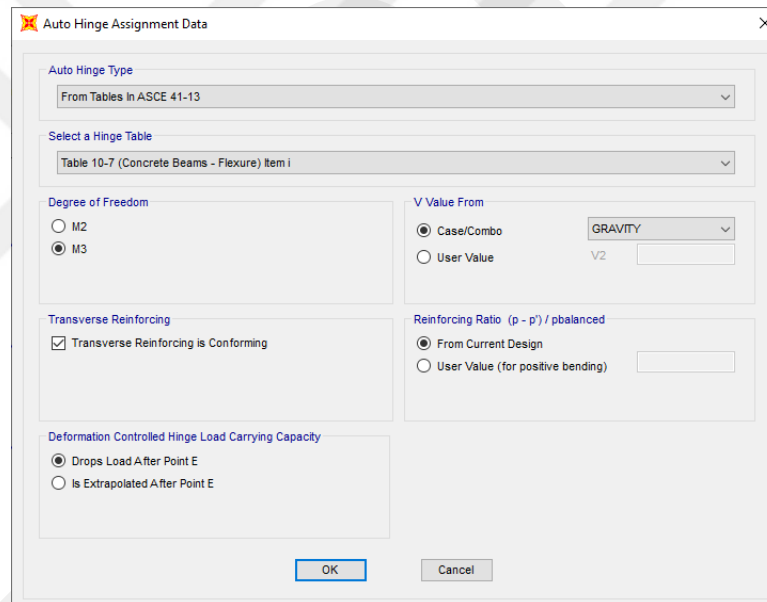 Auto Hinge Assignment Data
Auto Hinge Type
From Tables In ASCE 41-13
Select a Hinge Table
Table 10-7 (Concrete Beams - Flexure) Item i
Degree of Freedom
M2
M3
V Value From
Case/Combo
GRAVITY
User Value
V2
Transverse Reinforcing
Transverse Reinforcing is Conforming
Reinforcing Ratio (p - p') / pbalanced
From Current Design
User Value (for positive bending)
Deformation Controlled Hinge Load Carrying Capacity
Drops Load After Point E
Is Extrapolated After Point E
OK
Cancel